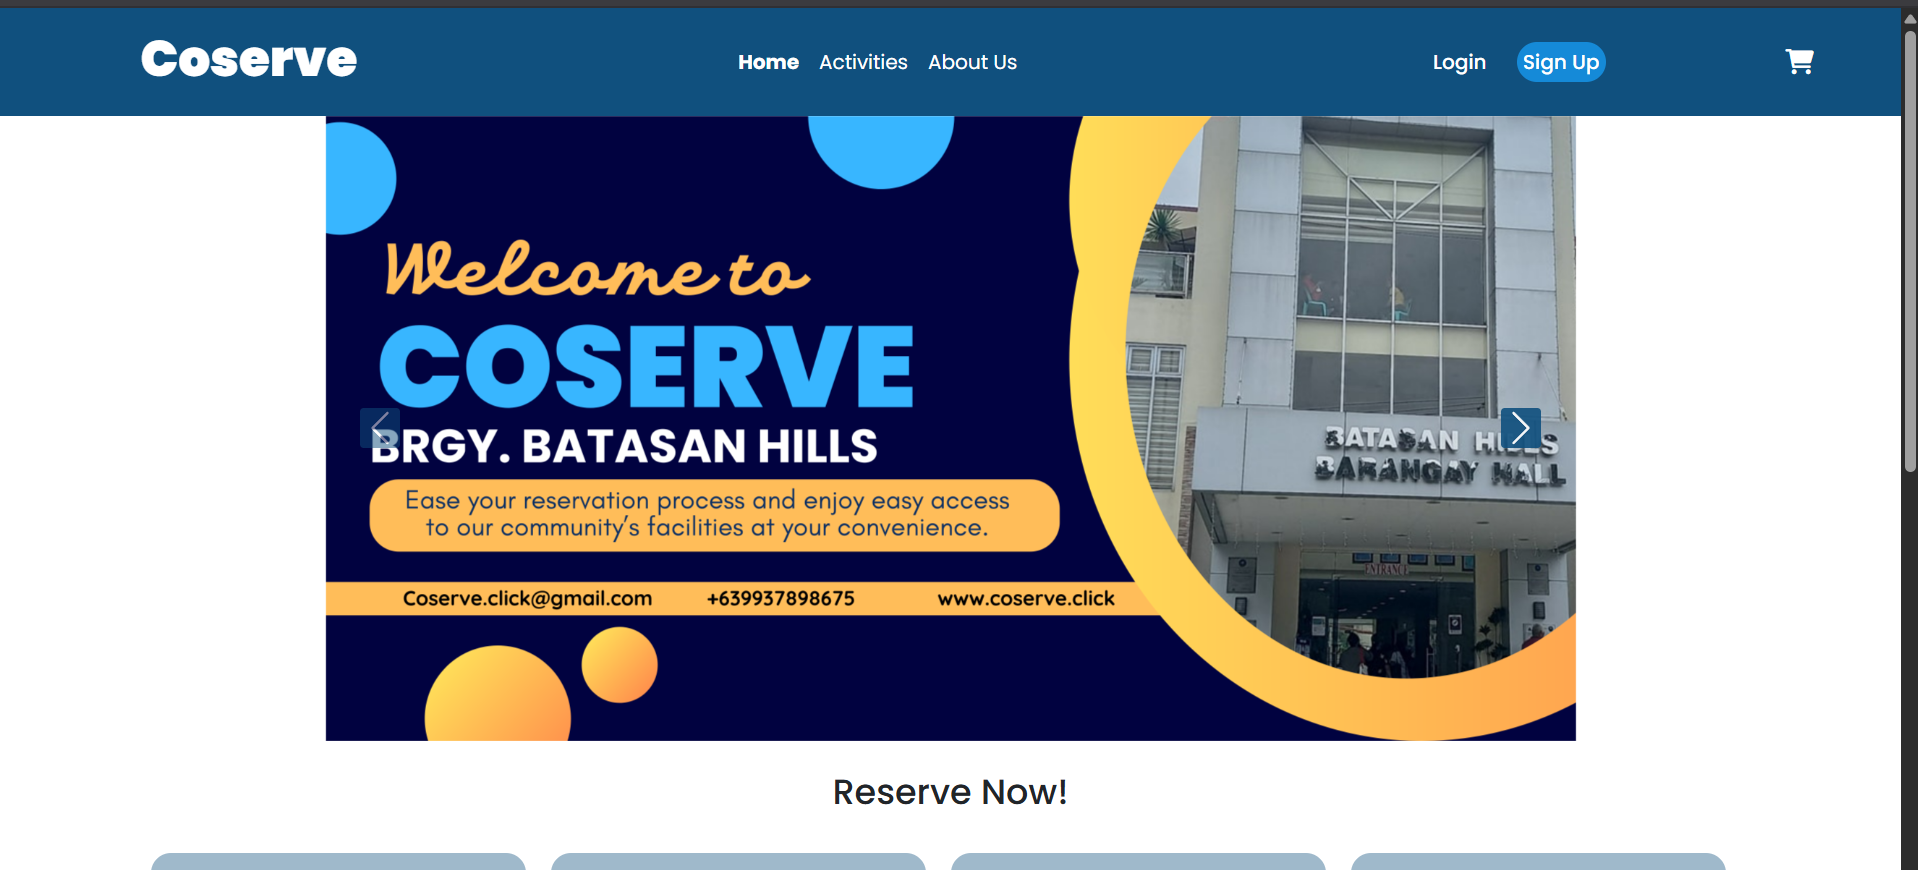 Coserve
Home Activities About Us
Login Sign Up
Welcome to
COSERVE
BRGY. BATASAN HILLS
Ease your reservation process and enjoy easy access
to our community's facilities at your convenience.
Coserve.click@gmail.com +639937898675 www.coserve.click
BATASAN HILLS
BARANGAY HALL
ENTRANCE
Reserve Now!